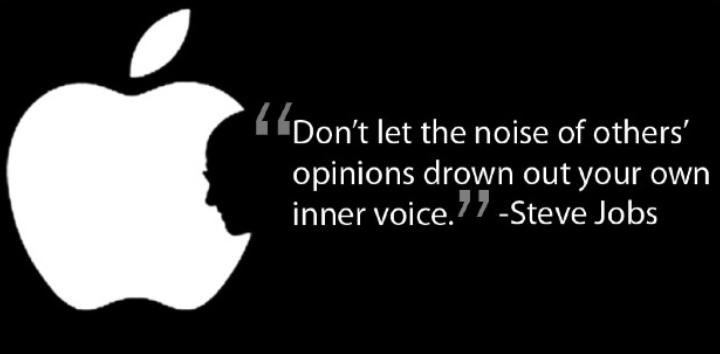 “Don’t let the noise of others’
opinions drown out your own
inner voice.” -Steve Jobs